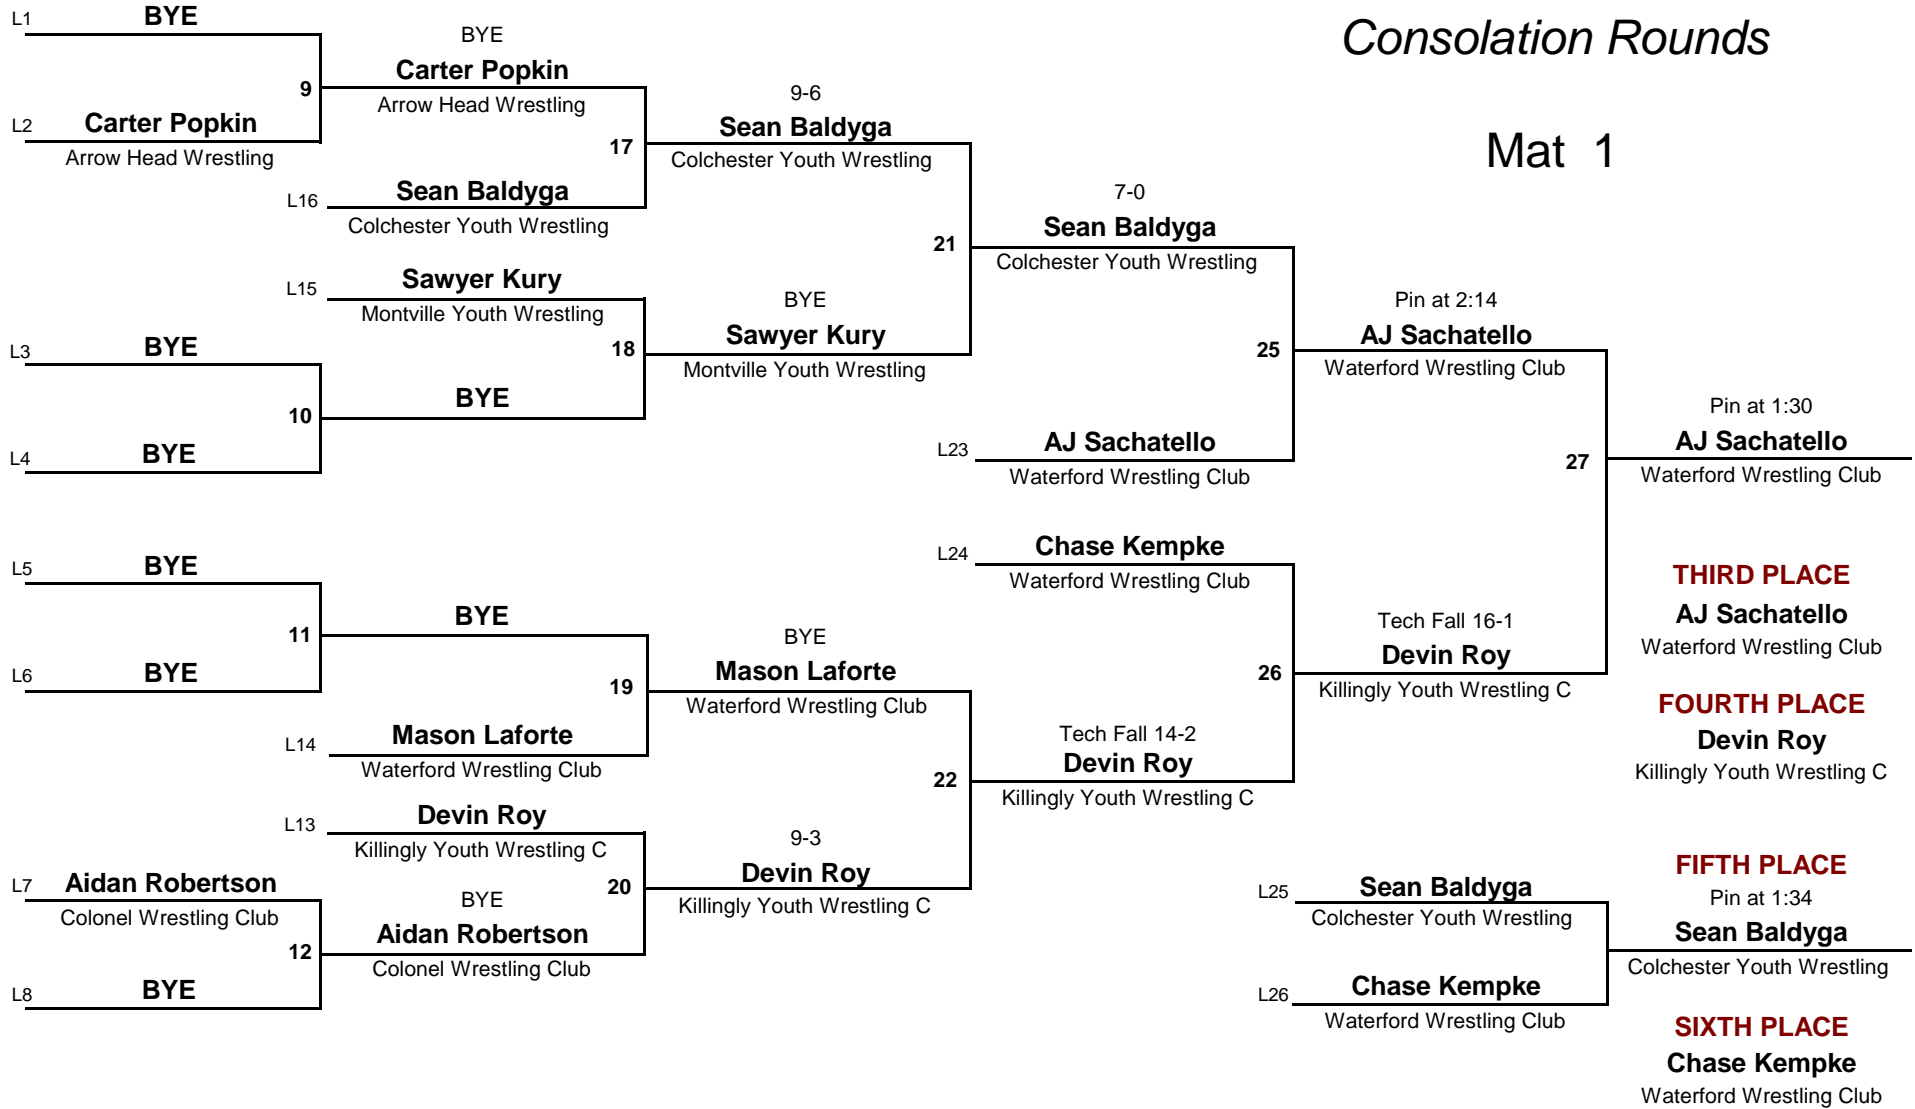 Consolation Rounds
Mat 1
L1 BYE
9
L2 Carter Popkin
Arrow Head Wrestling
BYE
Carter Popkin
Arrow Head Wrestling
17
L16 Sean Baldyga
Colchester Youth Wrestling
9-6
Sean Baldyga
Colchester Youth Wrestling
21
L15 Sawyer Kury
Montville Youth Wrestling
18
L3 BYE
10
L4 BYE
BYE
BYE
Sawyer Kury
Montville Youth Wrestling
7-0
Sean Baldyga
Colchester Youth Wrestling
25
L23 AJ Sachatello
Waterford Wrestling Club
Pin at 2:14
AJ Sachatello
Waterford Wrestling Club
27
Pin at 1:30
AJ Sachatello
Waterford Wrestling Club
L5 BYE
11
L6 BYE
BYE
19
L14 Mason Laforte
Waterford Wrestling Club
BYE
Mason Laforte
Waterford Wrestling Club
22
L13 Devin Roy
Killingly Youth Wrestling C
20
L7 Aidan Robertson
Colonel Wrestling Club
12
L8 BYE
BYE
Aidan Robertson
Colonel Wrestling Club
9-3
Devin Roy
Killingly Youth Wrestling C
L24 Chase Kempke
Waterford Wrestling Club
26
Tech Fall 14-2
Devin Roy
Killingly Youth Wrestling C
Tech Fall 16-1
Devin Roy
Killingly Youth Wrestling C
THIRD PLACE
AJ Sachatello
Waterford Wrestling Club
FOURTH PLACE
Devin Roy
Killingly Youth Wrestling C
L25 Sean Baldyga
Colchester Youth Wrestling
L26 Chase Kempke
Waterford Wrestling Club
FIFTH PLACE
Pin at 1:34
Sean Baldyga
Colchester Youth Wrestling
SIXTH PLACE
Chase Kempke
Waterford Wrestling Club